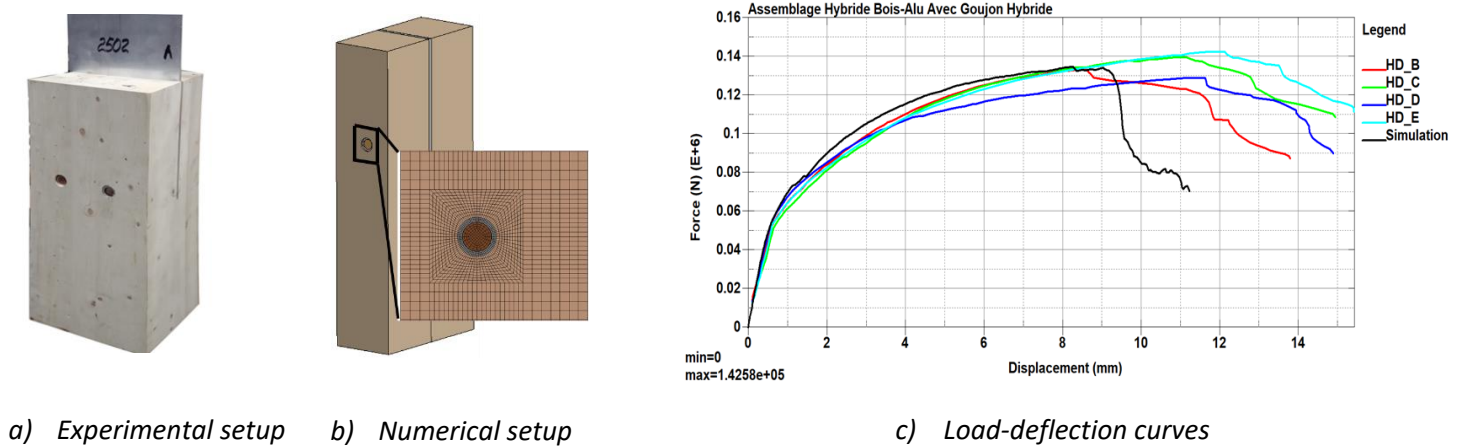 2502 A
Assemblage Hybride Bois-Alu Avec Goujon Hybride
Legend
HD_B
HD_C
HD_D
HD_E
Simulation
Force (N) (E+6)
0.16
0.14
0.12
0.1
0.08
0.06
0.04
0.02
0
0 2 4 6 8 10 12 14
Displacement (mm)
min=0
max=1.4258e+05
a) Experimental setup
b) Numerical setup
c) Load-deflection curves